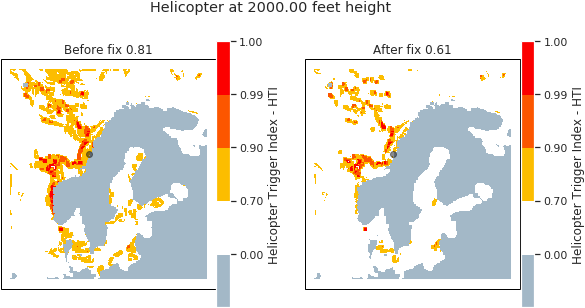 Helicopter at 2000.00 feet height
Before fix 0.81
1.00
0.99
0.90
0.70
0.00
Helicopter Trigger Index - HTI
After fix 0.61
1.00
0.99
0.90
0.70
0.00
Helicopter Trigger Index - HTI